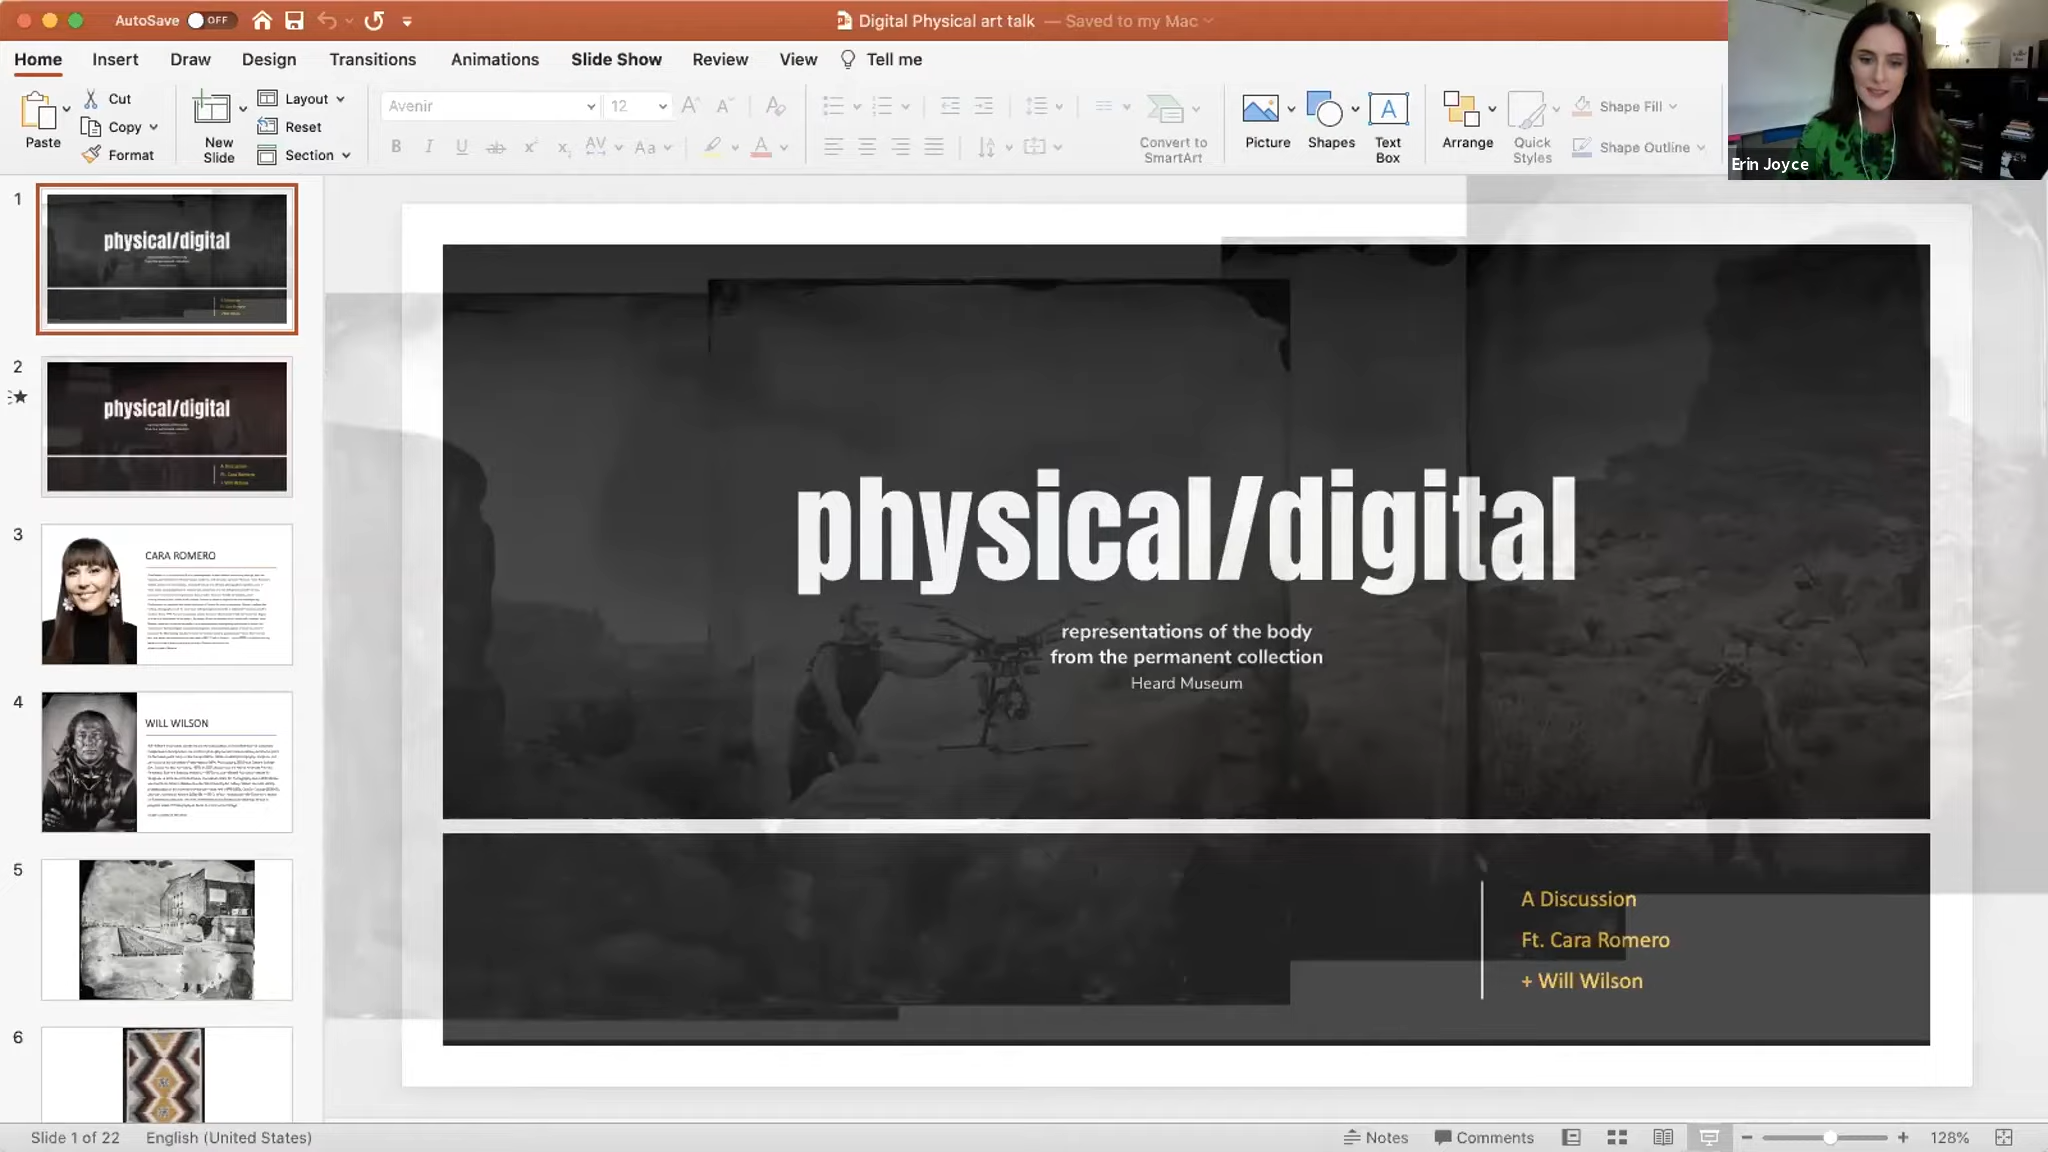 AutoSave OFF
Digital Physical art talk — Saved to my Mac
Home Insert Draw Design Transitions Animations Slide Show Review View Tell me
Paste
Cut
Copy
Format
New
Slide
Layout
Reset
Section
Avenir 12
Convert to
SmartArt
Picture
Shapes
Text
Box
Arrange
Quick
Styles
Shape Fill
Shape Outline
Erin Joyce
1
physical/digital
2
physical/digital
3
CARA ROMERO
4
WILL WILSON
5
6
physical/digital
representations of the body
from the permanent collection
Heard Museum
A Discussion
Ft. Cara Romero
+ Will Wilson
Slide 1 of 22 English (United States) Notes Comments 128%